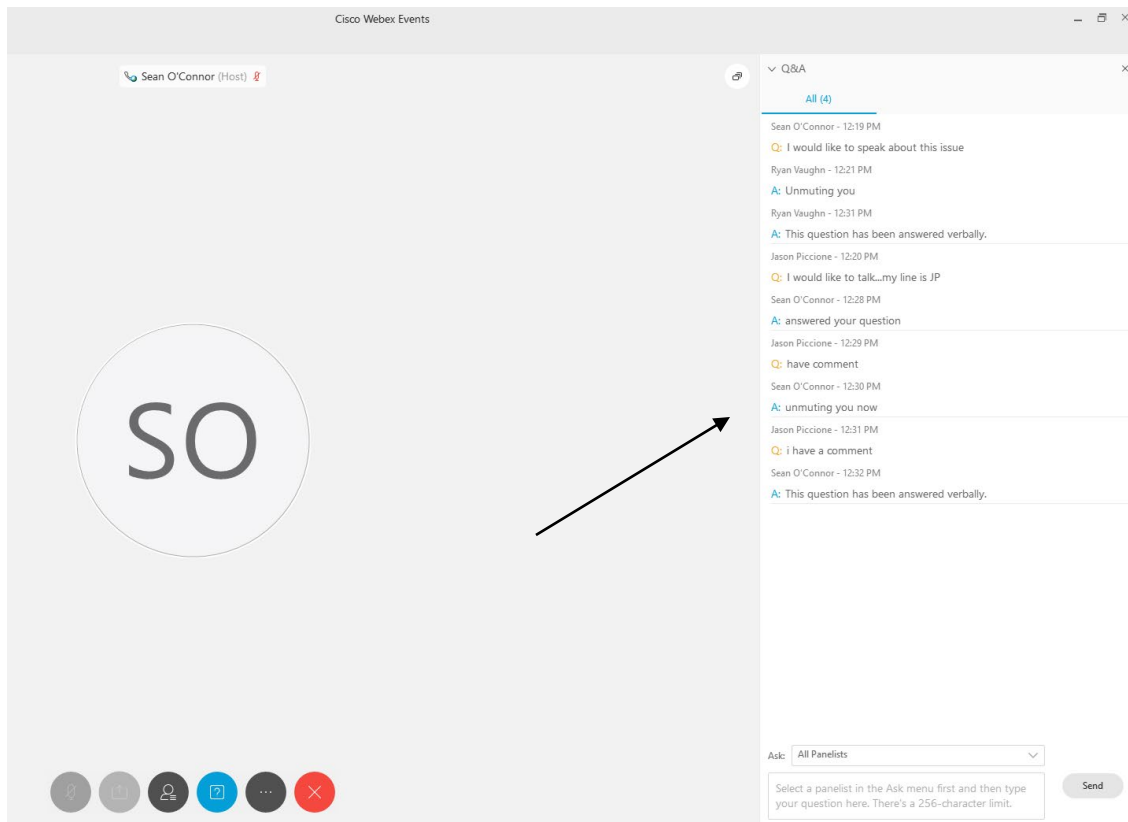 Cisco Webex Events
Sean O'Connor (Host)
Q&A
All (4)
Sean O'Connor - 12:19 PM
Q: I would like to speak about this issue
Ryan Vaughn - 12:21 PM
A: Unmuting you
Ryan Vaughn - 12:31 PM
A: This question has been answered verbally.
Jason Piccione - 12:20 PM
Q: I would like to talk...my line is JP
Sean O'Connor - 12:28 PM
A: answered your question
Jason Piccione - 12:29 PM
Q: have comment
Sean O'Connor - 12:30 PM
A: unmuting you now
Jason Piccione - 12:31 PM
Q: i have a comment
Sean O'Connor - 12:32 PM
A: This question has been answered verbally.
SO
Ask: All Panelists
Select a panelist in the Ask menu first and then type
your question here. There's a 256-character limit.
Send